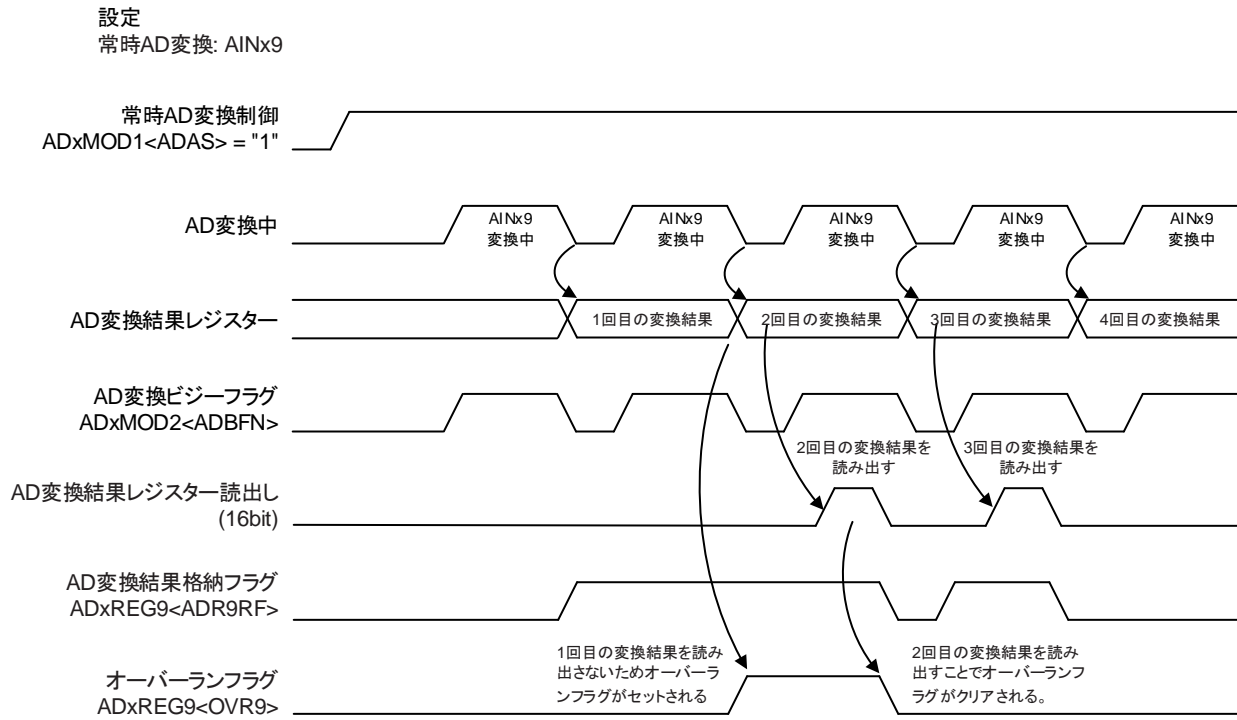 設定
常時AD変換: AINx9
常時AD変換制御
ADxMOD1<ADAS> = "1"
AD変換中
AINx9
変換中
AINx9
変換中
AINx9
変換中
AINx9
変換中
AINx9
変換中
AD変換結果レジスター
1回目の変換結果
2回目の変換結果
3回目の変換結果
4回目の変換結果
AD変換ビジーフラグ
ADxMOD2<ADBFN>
2回目の変換結果を
読み出す
3回目の変換結果を
読み出す
AD変換結果レジスター読出し
(16bit)
AD変換結果格納フラグ
ADxREG9<ADR9RF>
1回目の変換結果を読み
出さないためオーバーラ
ンフラグがセットされる
2回目の変換結果を読み
出すことでオーバーランフ
ラグがクリアされる。
オーバーランフラグ
ADxREG9<OVR9>